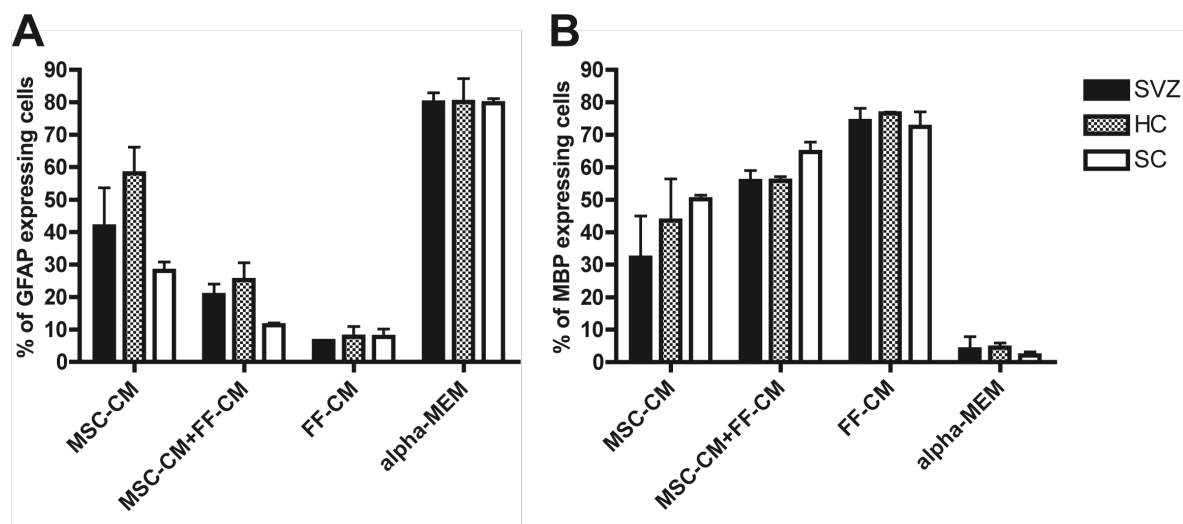 A
% of GFAP expressing cells
90
80
70
60
50
40
30
20
10
0
MSC-CM
MSC-CM+FF-CM
FF-CM
alpha-MEM
B
% of MBP expressing cells
90
80
70
60
50
40
30
20
10
0
MSC-CM
MSC-CM+FF-CM
FF-CM
alpha-MEM
SVZ
HC
SC